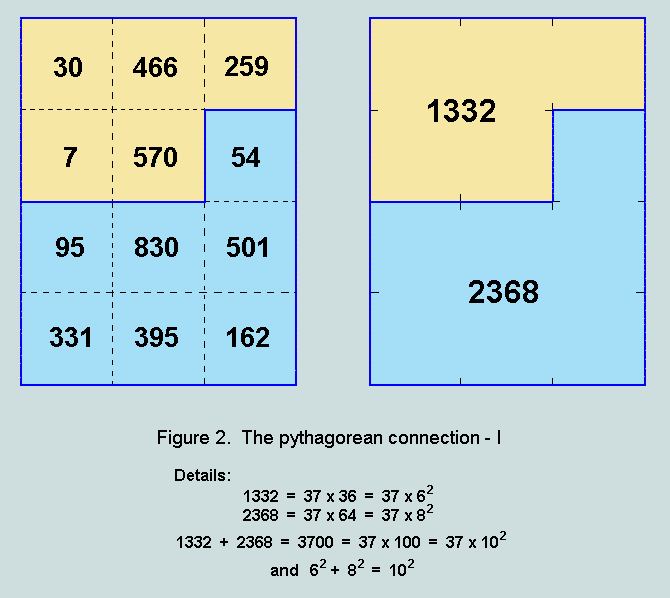 30 466 259
7 570 54
95 830 501
331 395 162
1332
2368
Figure 2. The pythagorean connection - I
Details:
1332 = 37 x 36 = 37 x 6²
2368 = 37 x 64 = 37 x 8²
1332 + 2368 = 3700 = 37 x 100 = 37 x 10²
and 6² + 8² = 10²